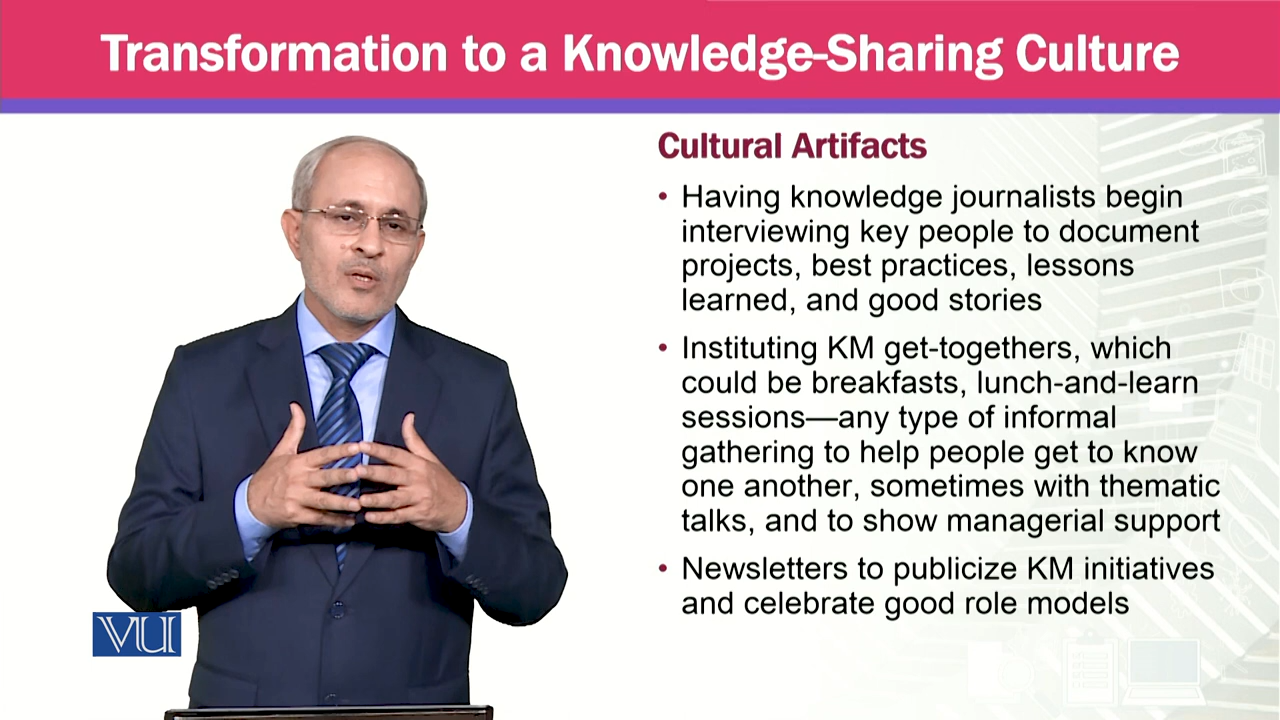 Transformation to a Knowledge-Sharing Culture
Cultural Artifacts
• Having knowledge journalists begin
interviewing key people to document
projects, best practices, lessons
learned, and good stories
• Instituting KM get-togethers, which
could be breakfasts, lunch-and-learn
sessions—any type of informal
gathering to help people get to know
one another, sometimes with thematic
talks, and to show managerial support
• Newsletters to publicize KM initiatives
and celebrate good role models
VU